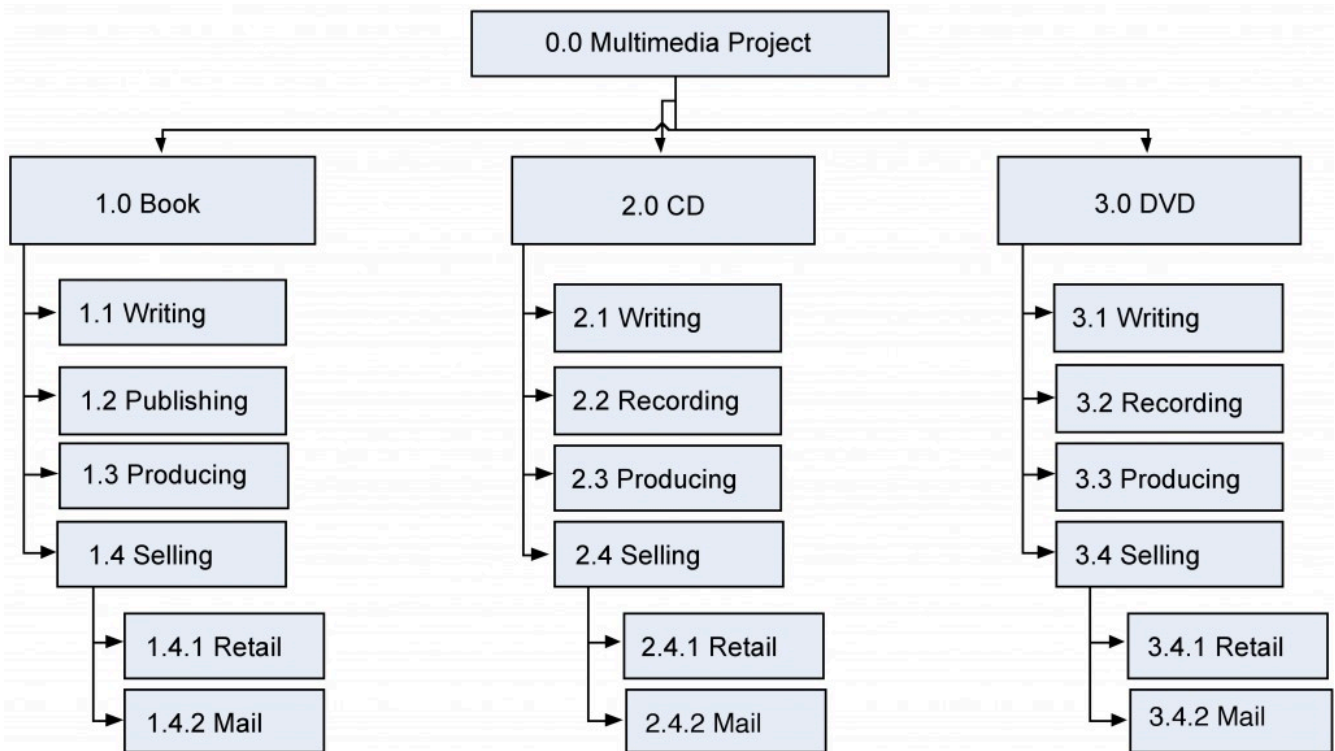 0.0 Multimedia Project
1.0 Book
2.0 CD
3.0 DVD
1.1 Writing
2.1 Writing
3.1 Writing
1.2 Publishing
2.2 Recording
3.2 Recording
1.3 Producing
2.3 Producing
3.3 Producing
1.4 Selling
2.4 Selling
3.4 Selling
1.4.1 Retail
2.4.1 Retail
3.4.1 Retail
1.4.2 Mail
2.4.2 Mail
3.4.2 Mail